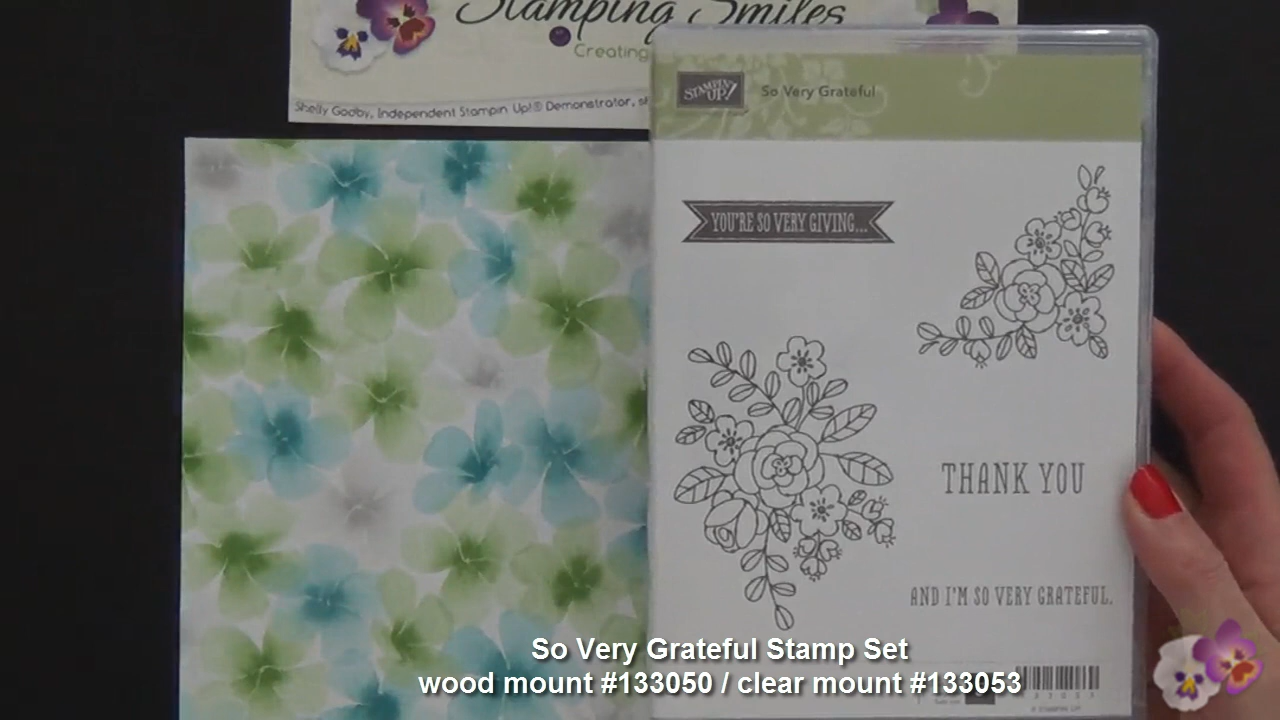 Stamping Smiles
Creating
Shelly Godby, Independent Stampin' Up!® Demonstrator,
STAMPIN' UP!
So Very Grateful
YOU'RE SO VERY GIVING...
THANK YOU
AND I'M SO VERY GRATEFUL.
So Very Grateful Stamp Set
wood mount #133050 / clear mount #133053